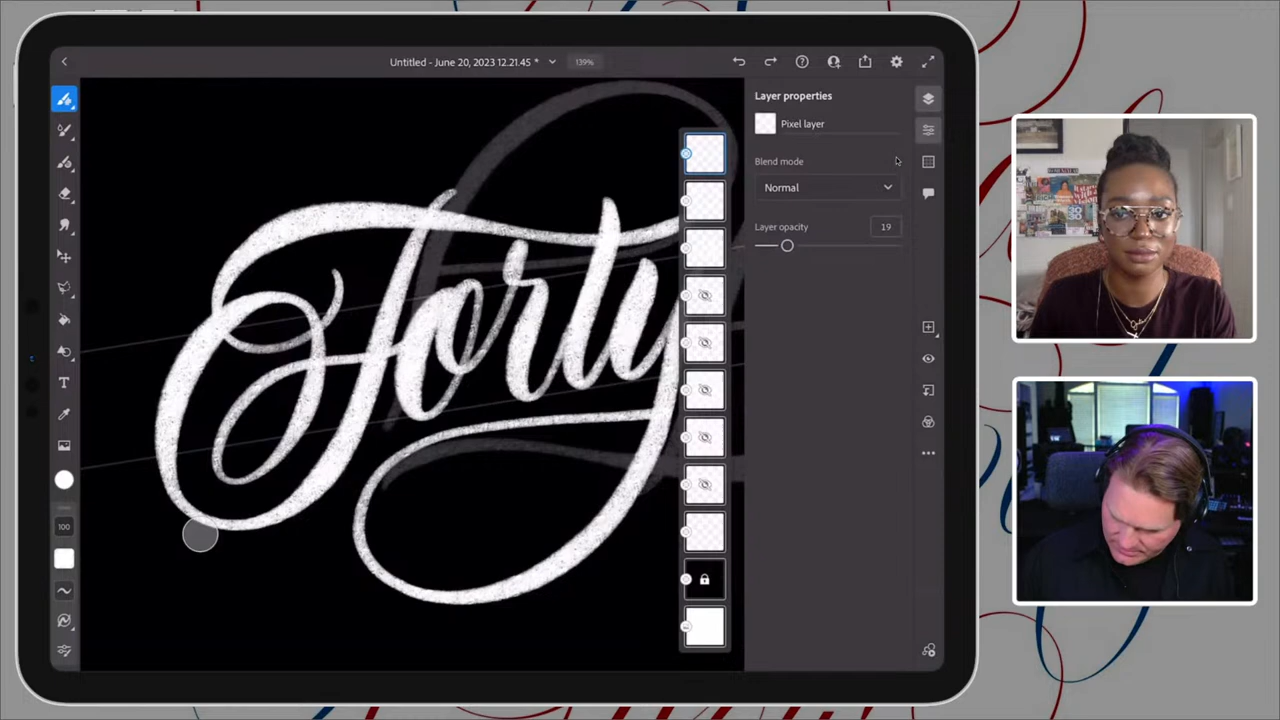 Untitled - June 20, 2023 12.21.45 *
139%
Layer properties
Pixel layer
Blend mode
Normal
Layer opacity
19
Forty
T
100